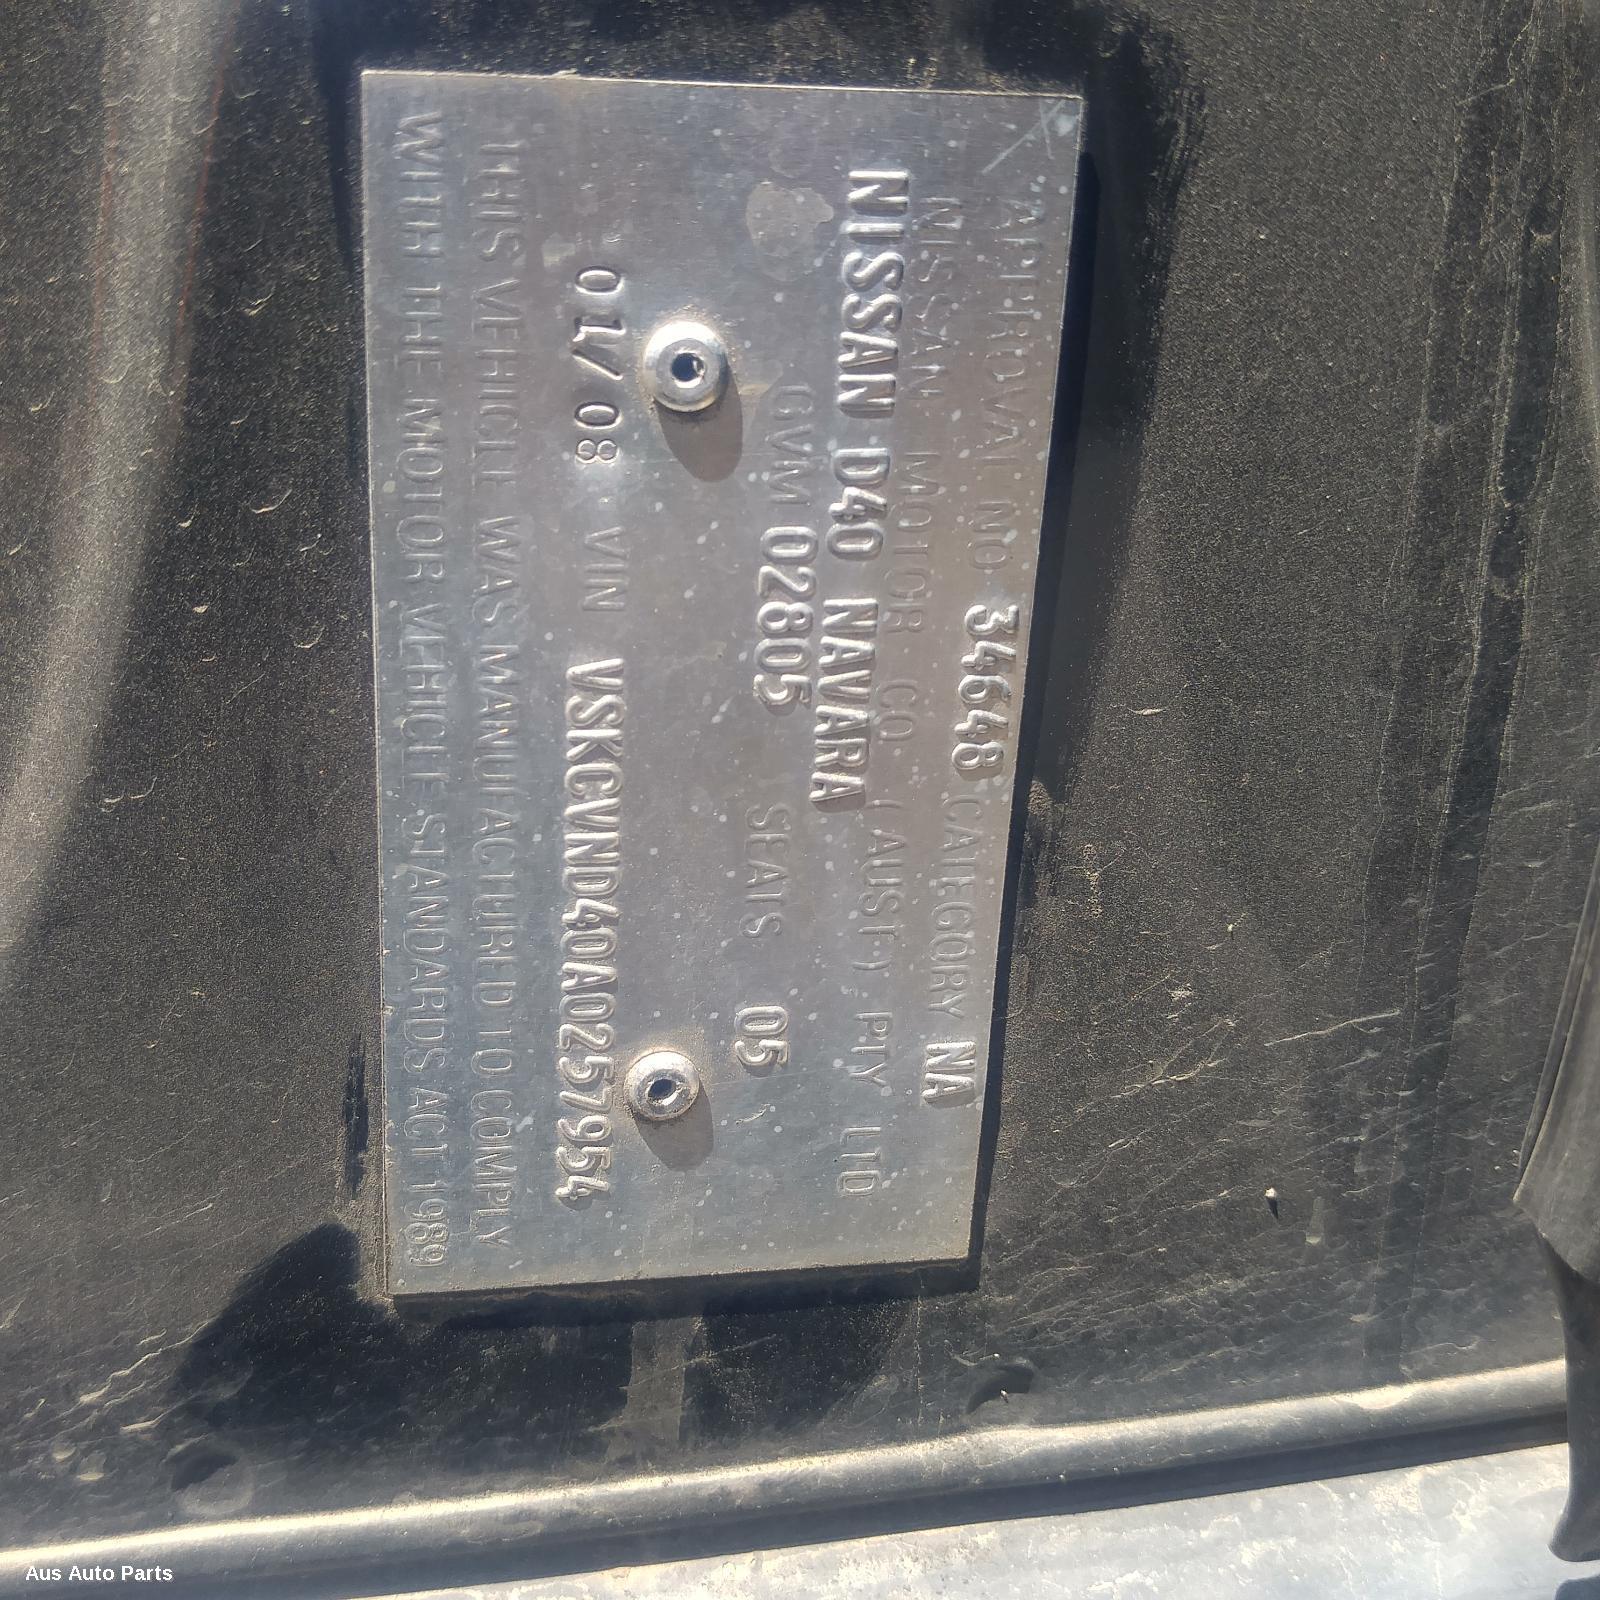 APPROVAL NO 34648 CATEGORY NA
NISSAN MOTOR CO. (AUST) PTY LTD
NISSAN D40 NAVARA
GVM 02805 SEATS 05
01/08 VIN VSKCVND40A0257954
THIS VEHICLE WAS MANUFACTURED TO COMPLY
WITH THE MOTOR VEHICLE STANDARDS ACT 1989
Aus Auto Parts